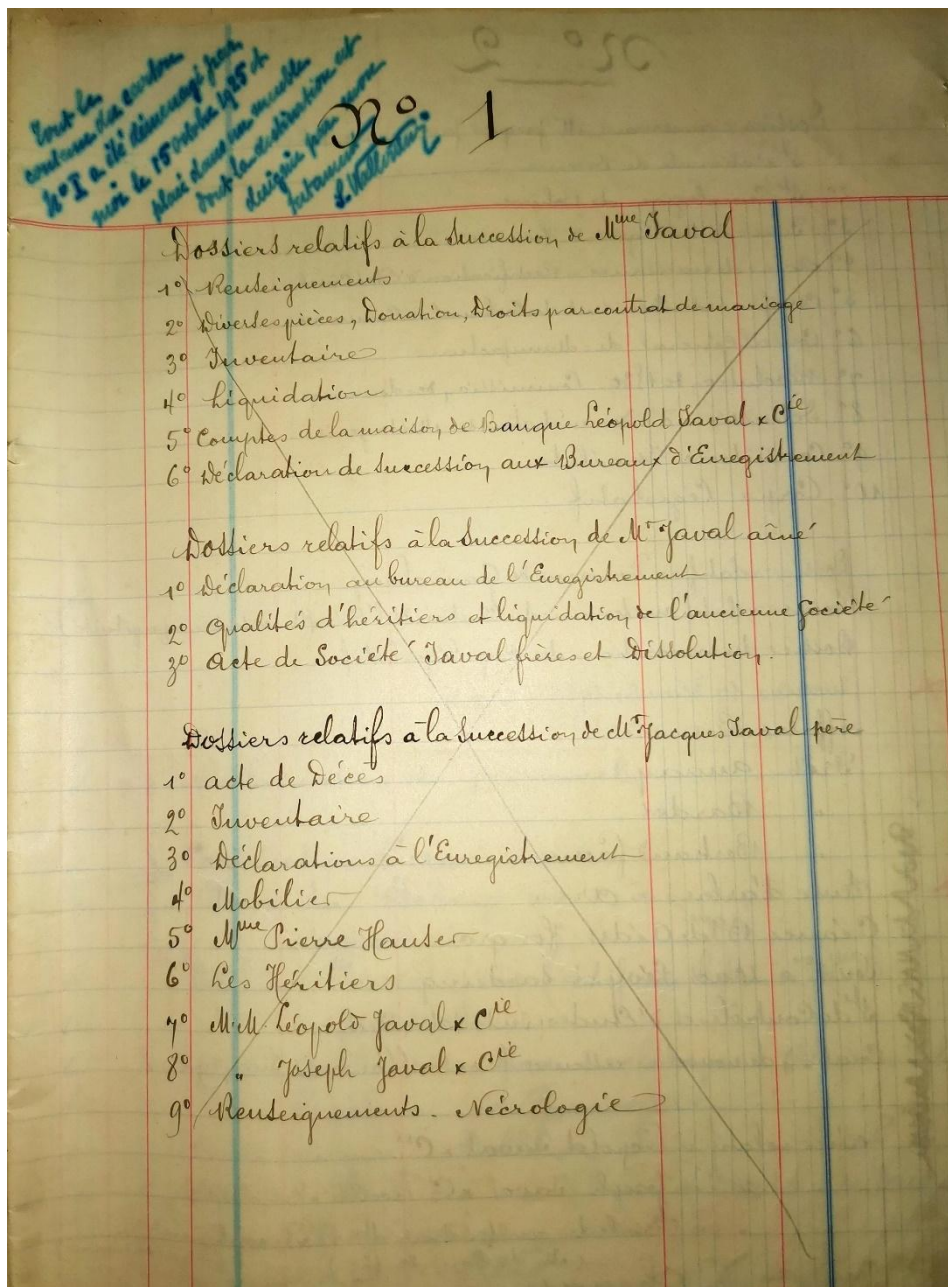 Tout le
contenu du carton
N° I a été déménagé par
moi le 15 octobre 1925 et
placé dans un meuble
dont la destination est
désignée par mon
testament
N° 1
Dossiers relatifs à la Succession de Mme Javal
1° Renseignements
2° Diverses pièces, Donation, Droits par contrat de mariage
3° Inventaire
4° Liquidation
5° Comptes de la maison de Banque Léopold Javal & Cie
6° Déclaration de Succession aux Bureaux d'Enregistrement
Dossiers relatifs à la Succession de Mr Javal aîné
1° Déclaration au bureau de l'Enregistrement
2° Qualités d'héritiers et liquidation de l'ancienne Société
3° Acte de Société Javal frères et Dissolution.
Dossiers relatifs à la Succession de Mr Jacques Javal père
1° acte de Décès
2° Inventaire
3° Déclarations à l'Enregistrement
4° Mobilier
5° Mme Pierre Hauser
6° Les Héritiers
7° M.M. Léopold Javal & Cie
8° " Joseph Javal & Cie
9° Renseignements. Nécrologie